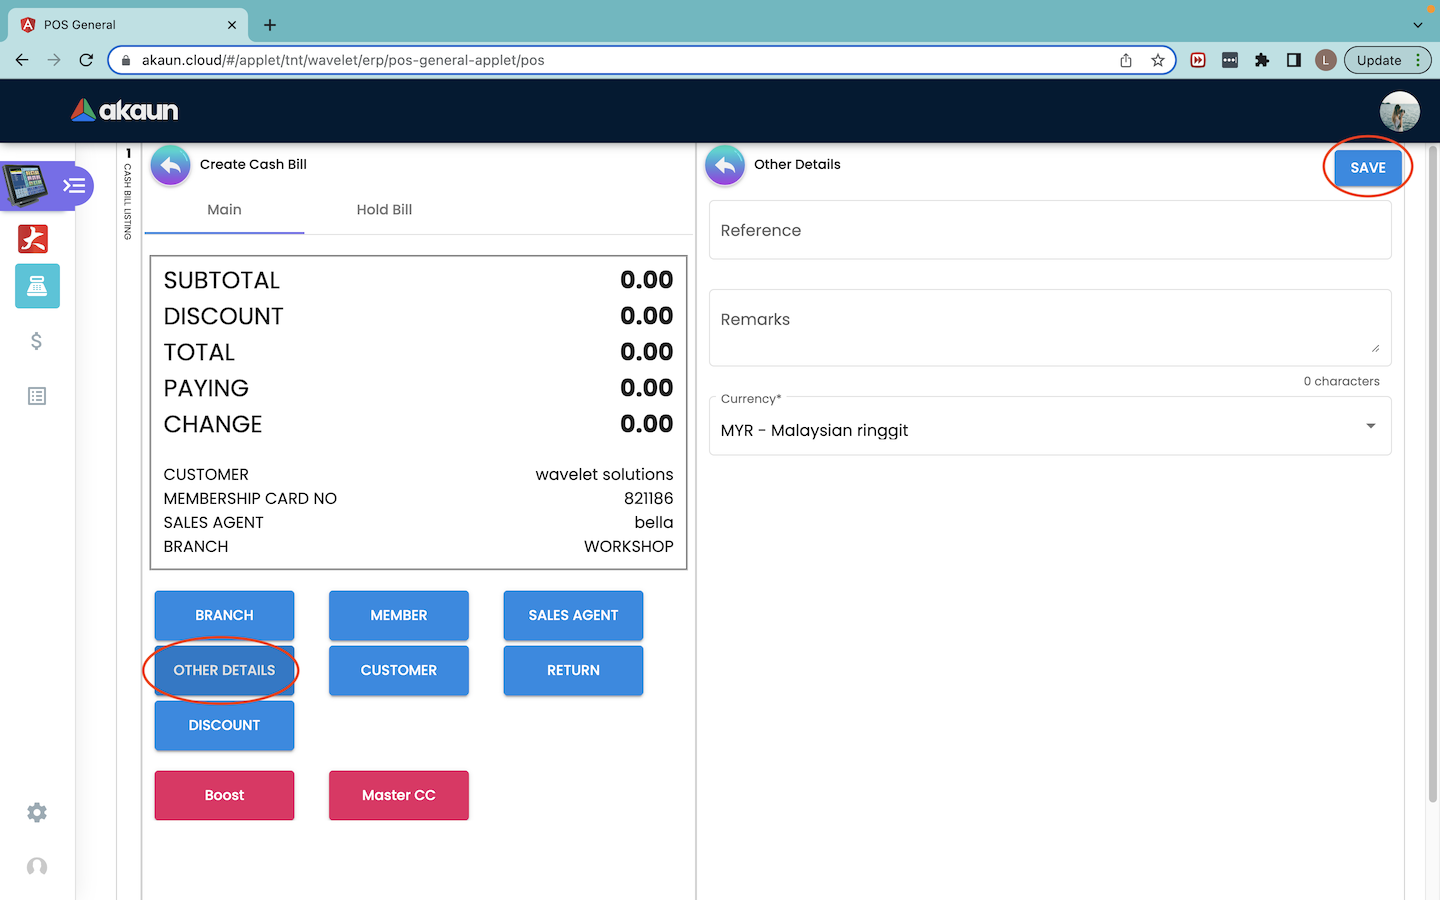 POS General
akaun.cloud/#/applet/tnt/wavelet/erp/pos-general-applet/pos
L
Update
akaun
1 CASH BILL LISTING
Create Cash Bill
Main
Hold Bill
SUBTOTAL 0.00
DISCOUNT 0.00
TOTAL 0.00
PAYING 0.00
CHANGE 0.00
CUSTOMER wavelet solutions
MEMBERSHIP CARD NO 821186
SALES AGENT bella
BRANCH WORKSHOP
BRANCH
MEMBER
SALES AGENT
OTHER DETAILS
CUSTOMER
RETURN
DISCOUNT
Boost
Master CC
Other Details
SAVE
Reference
Remarks
0 characters
Currency*
MYR - Malaysian ringgit